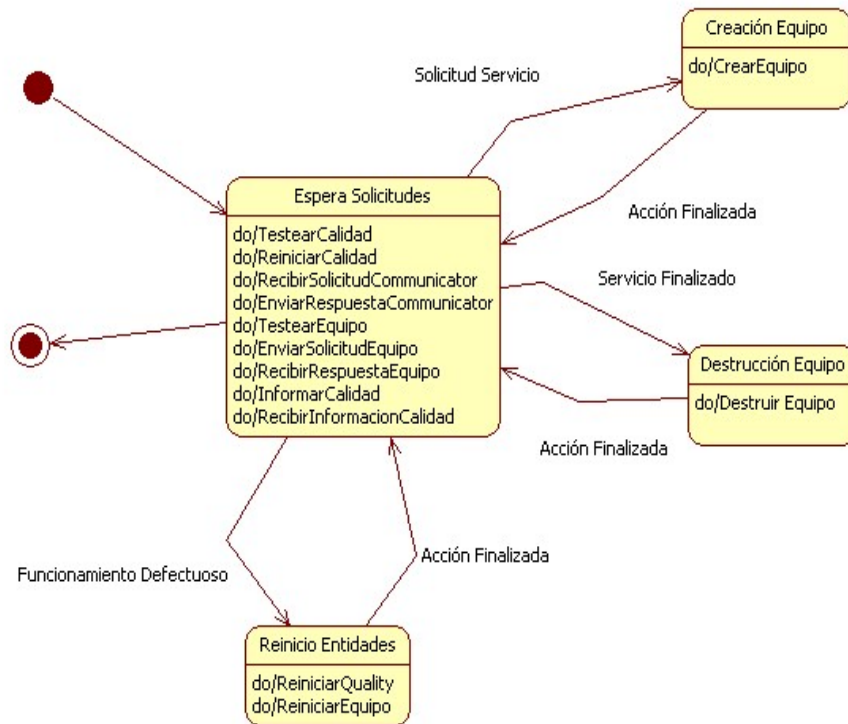 Creación Equipo
do/CrearEquipo
Solicitud Servicio
Acción Finalizada
Espera Solicitudes
do/TestearCalidad
do/ReiniciarCalidad
do/RecibirSolicitudCommunicator
do/EnviarRespuestaCommunicator
do/TestearEquipo
do/EnviarSolicitudEquipo
do/RecibirRespuestaEquipo
do/InformarCalidad
do/RecibirInformacionCalidad
Servicio Finalizado
Destrucción Equipo
do/Destruir Equipo
Acción Finalizada
Funcionamiento Defectuoso
Acción Finalizada
Reinicio Entidades
do/ReiniciarQuality
do/ReiniciarEquipo